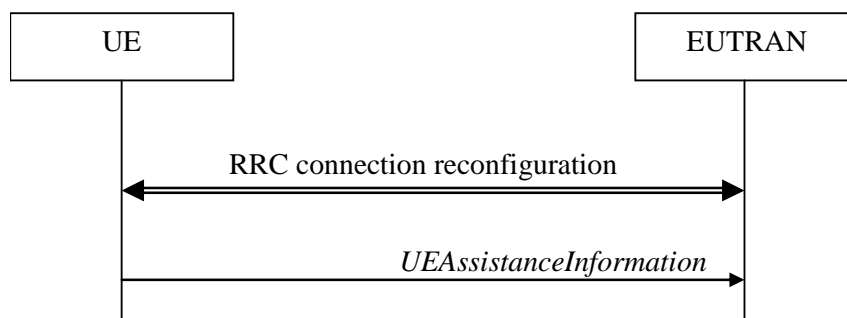 UE
EUTRAN
RRC connection reconfiguration
UEAssistanceInformation